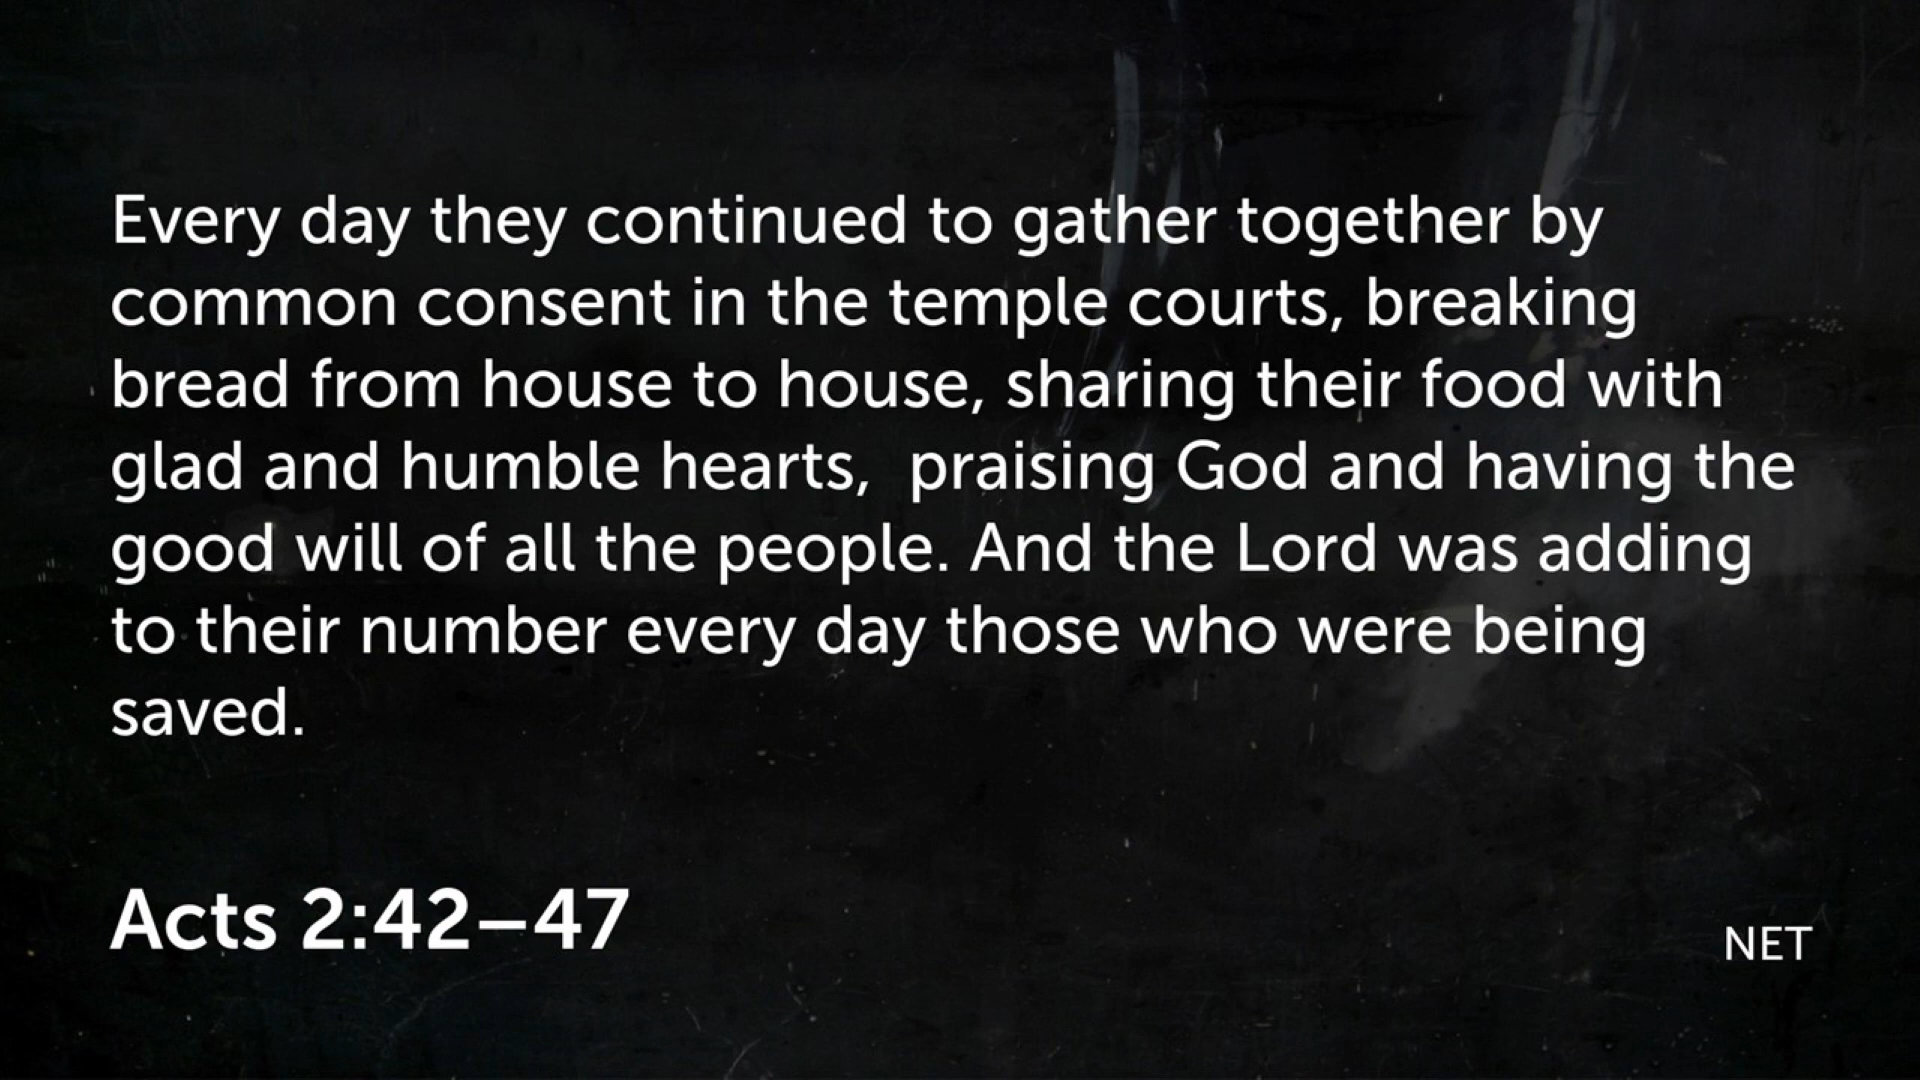 Every day they continued to gather together by
common consent in the temple courts, breaking
bread from house to house, sharing their food with
glad and humble hearts,  praising God and having the
good will of all the people. And the Lord was adding
to their number every day those who were being
saved.
Acts 2:42–47
NET